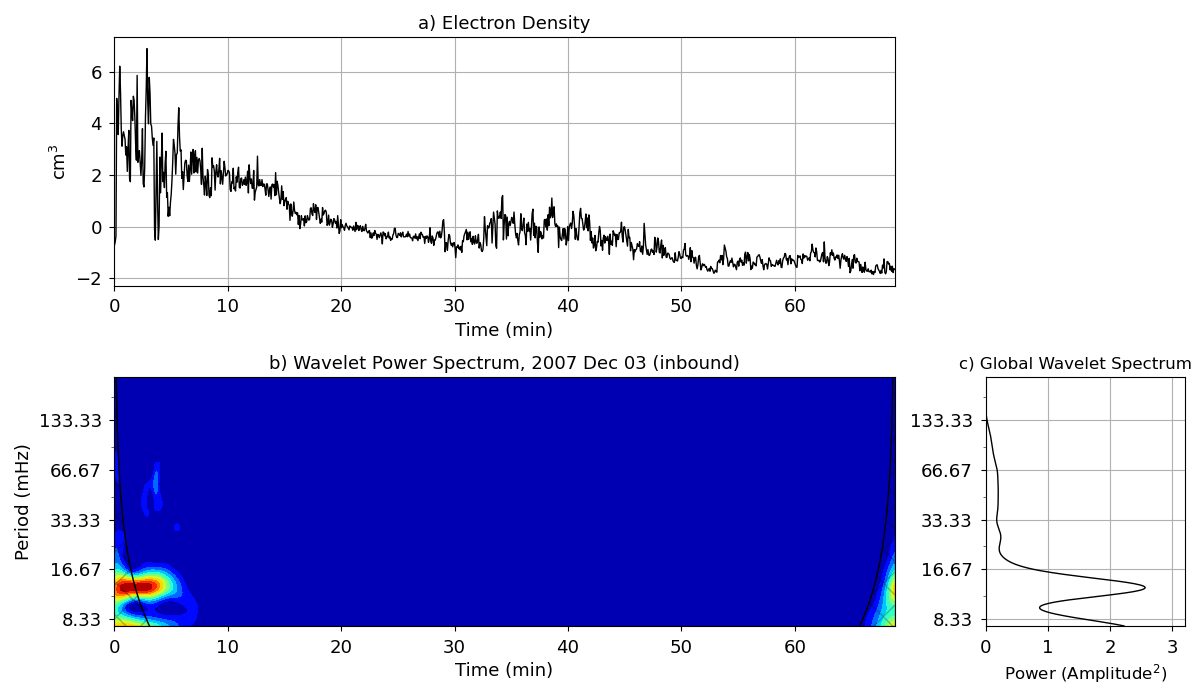 a) Electron Density
cm³
6
4
2
0
−2
0 10 20 30 40 50 60
Time (min)
b) Wavelet Power Spectrum, 2007 Dec 03 (inbound)
Period (mHz)
133.33
66.67
33.33
16.67
8.33
0 10 20 30 40 50 60
Time (min)
c) Global Wavelet Spectrum
133.33
66.67
33.33
16.67
8.33
0 1 2 3
Power (Amplitude²)